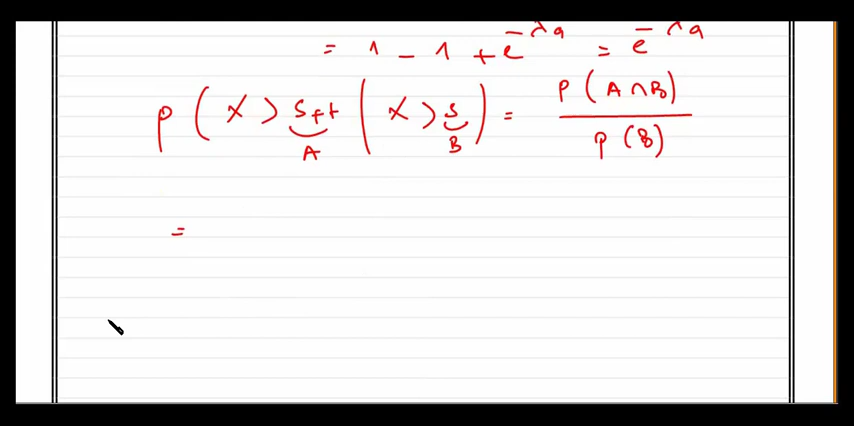 = 1 - 1 + e^{-λa} = e^{-λa}
P ( X > S+t | X > S ) = P ( A ∩ B ) / P ( B )
A B
=